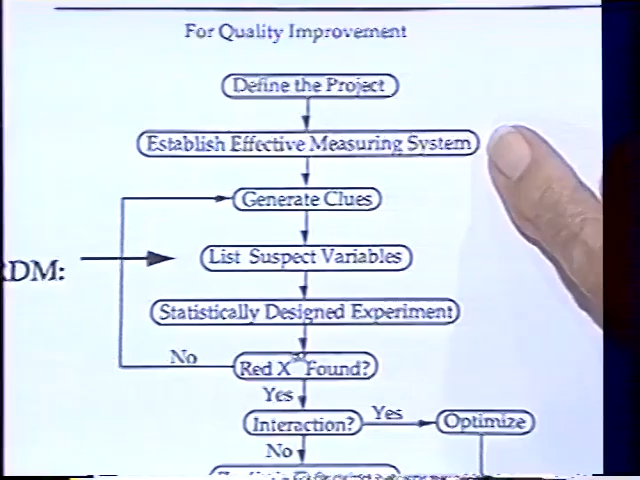 For Quality Improvement
Define the Project
Establish Effective Measuring System
Generate Clues
RDM:
List Suspect Variables
Statistically Designed Experiment
No
Red X Found?
Yes
Interaction?
Yes
Optimize
No